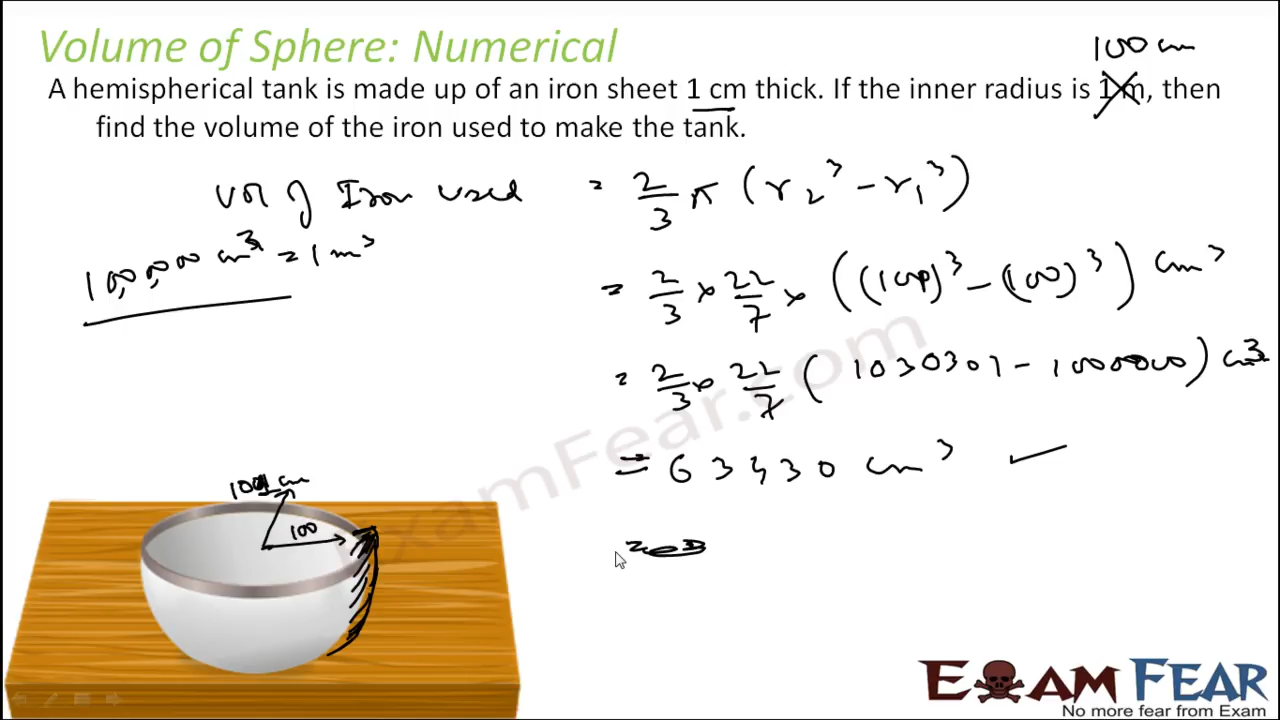 Volume of Sphere: Numerical
100 cm
A hemispherical tank is made up of an iron sheet 1 cm thick. If the inner radius is 1 m, then
find the volume of the iron used to make the tank.
Vol of Iron used = 2/3 π (r₂³ - r₁³)
100,0,000 cm³ = 1 m³
= 2/3 × 22/7 × ((101)³ - (100)³) cm³
= 2/3 × 22/7 (1030301 - 1000000) cm³
= 63430 cm³
101 cm
100
ExamFear.com
EXAM FEAR
No more fear from Exam